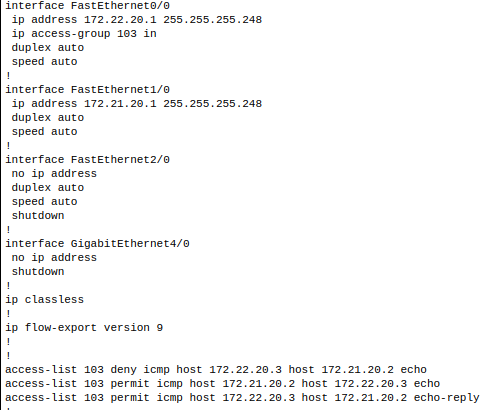 interface FastEthernet0/0
ip address 172.22.20.1 255.255.255.248
ip access-group 103 in
duplex auto
speed auto
!
interface FastEthernet1/0
ip address 172.21.20.1 255.255.255.248
duplex auto
speed auto
!
interface FastEthernet2/0
no ip address
duplex auto
speed auto
shutdown
!
interface GigabitEthernet4/0
no ip address
shutdown
!
ip classless
!
ip flow-export version 9
!
!
access-list 103 deny icmp host 172.22.20.3 host 172.21.20.2 echo
access-list 103 permit icmp host 172.21.20.2 host 172.22.20.3 echo
access-list 103 permit icmp host 172.22.20.3 host 172.21.20.2 echo-reply
!